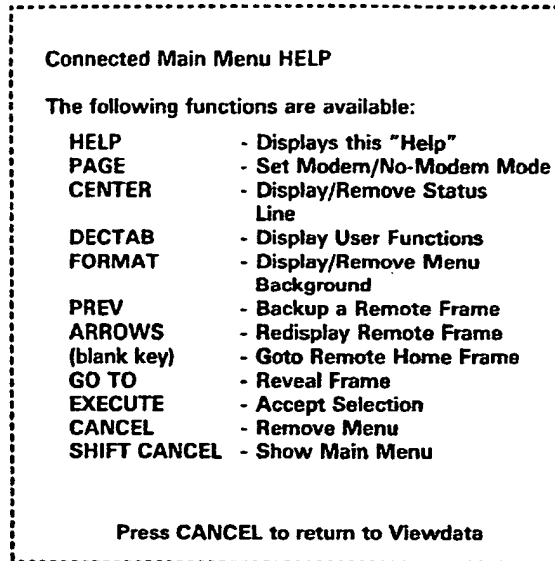 Connected Main Menu HELP
The following functions are available:
HELP - Displays this "Help"
PAGE - Set Modem/No-Modem Mode
CENTER - Display/Remove Status
Line
DECTAB - Display User Functions
FORMAT - Display/Remove Menu
Background
PREV - Backup a Remote Frame
ARROWS - Redisplay Remote Frame
(blank key) - Goto Remote Home Frame
GO TO - Reveal Frame
EXECUTE - Accept Selection
CANCEL - Remove Menu
SHIFT CANCEL - Show Main Menu
Press CANCEL to return to Viewdata